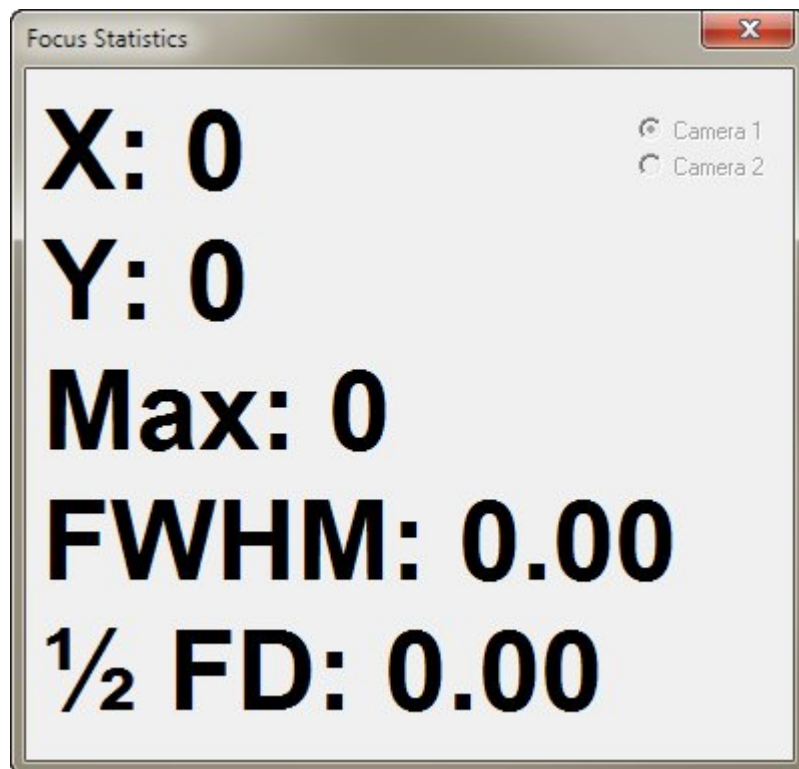 Focus Statistics
X: 0
Camera 1
Camera 2
Y: 0
Max: 0
FWHM: 0.00
½ FD: 0.00